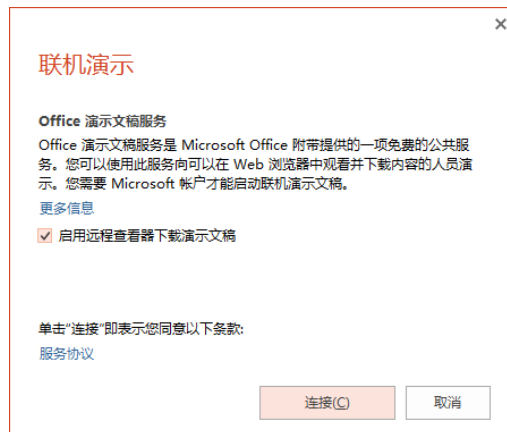 联机演示
Office 演示文稿服务
Office 演示文稿服务是 Microsoft Office 附带提供的一项免费的公共服
务。您可以使用此服务向可以在 Web 浏览器中观看并下载内容的人员演
示。您需要 Microsoft 帐户才能启动联机演示文稿。
更多信息
启用远程查看器下载演示文稿
单击“连接”即表示您同意以下条款:
服务协议
连接(C)
取消